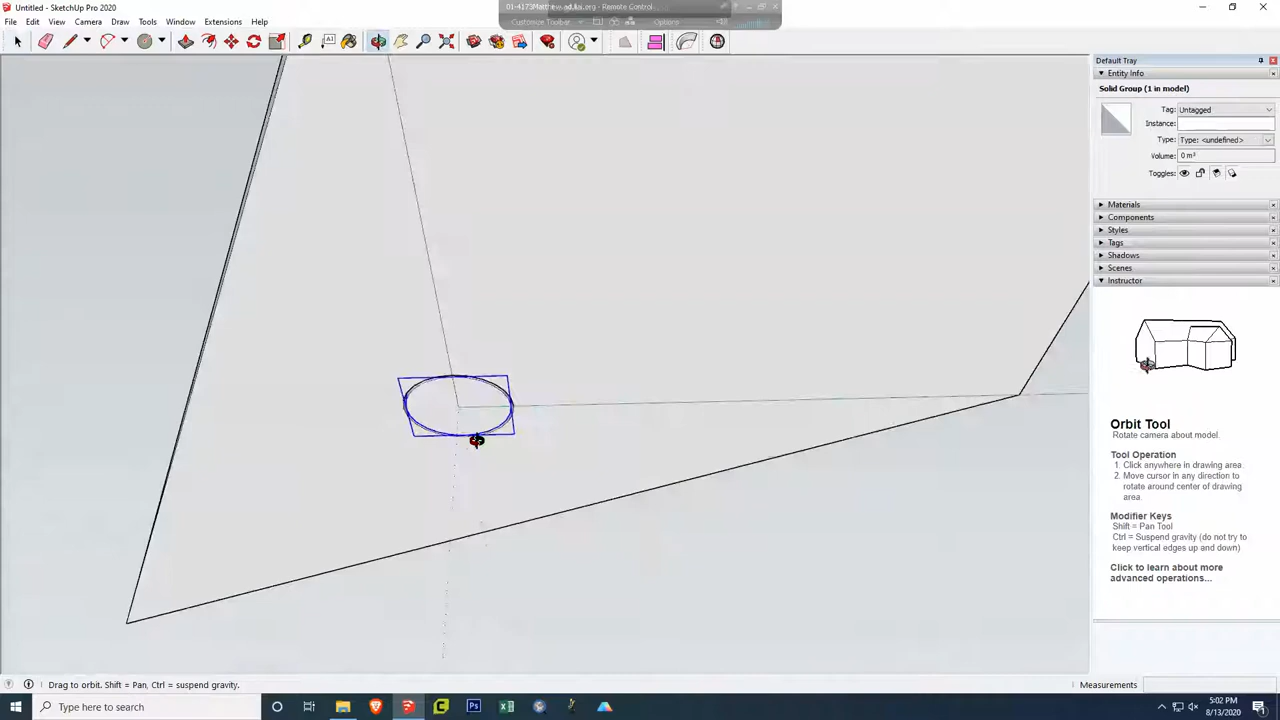 Untitled - SketchUp Pro 2020
Remote Control
File Edit View Camera Draw Tools Window Extensions Help
Customize Toolbar
Options
Default Tray
Entity Info
Solid Group (1 in model)
Tag: Untagged
Instance:
Type: Type: <undefined>
Volume: 0 m³
Toggles:
Materials
Components
Styles
Tags
Shadows
Scenes
Instructor
Orbit Tool
Rotate camera about model.
Tool Operation
1. Click anywhere in drawing area.
2. Move cursor in any direction to
rotate around center of drawing
area.
Modifier Keys
Shift = Pan Tool
Ctrl = Suspend gravity (do not try to
keep vertical edges up and down)
Click to learn about more
advanced operations...
Drag to orbit. Shift = Pan, Ctrl = suspend gravity.
Measurements
Type here to search
5:02 PM
8/13/2020